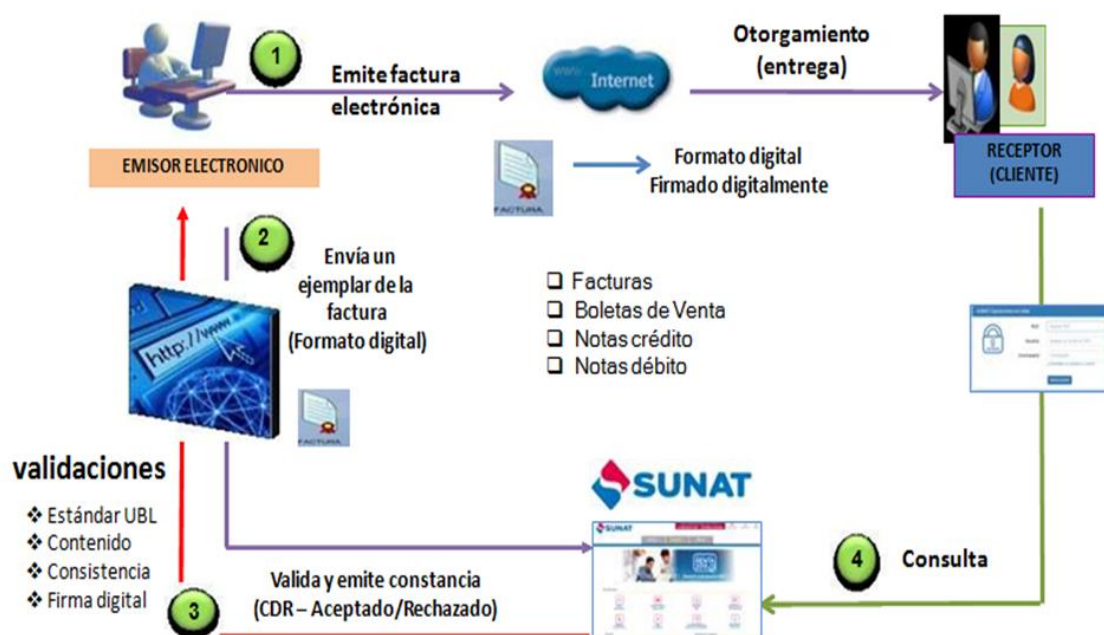 1
Emite factura
electrónica
www
Internet
Otorgamiento
(entrega)
EMISOR ELECTRONICO
FACTURA
Formato digital
Firmado digitalmente
RECEPTOR
(CLIENTE)
2
Envía un
ejemplar de la
factura
(Formato digital)
http://www
FACTURA
❑ Facturas
❑ Boletas de Venta
❑ Notas crédito
❑ Notas débito
validaciones
❖ Estándar UBL
❖ Contenido
❖ Consistencia
❖ Firma digital
3
Valida y emite constancia
(CDR – Aceptado/Rechazado)
SUNAT
SUNAT
4
Consulta